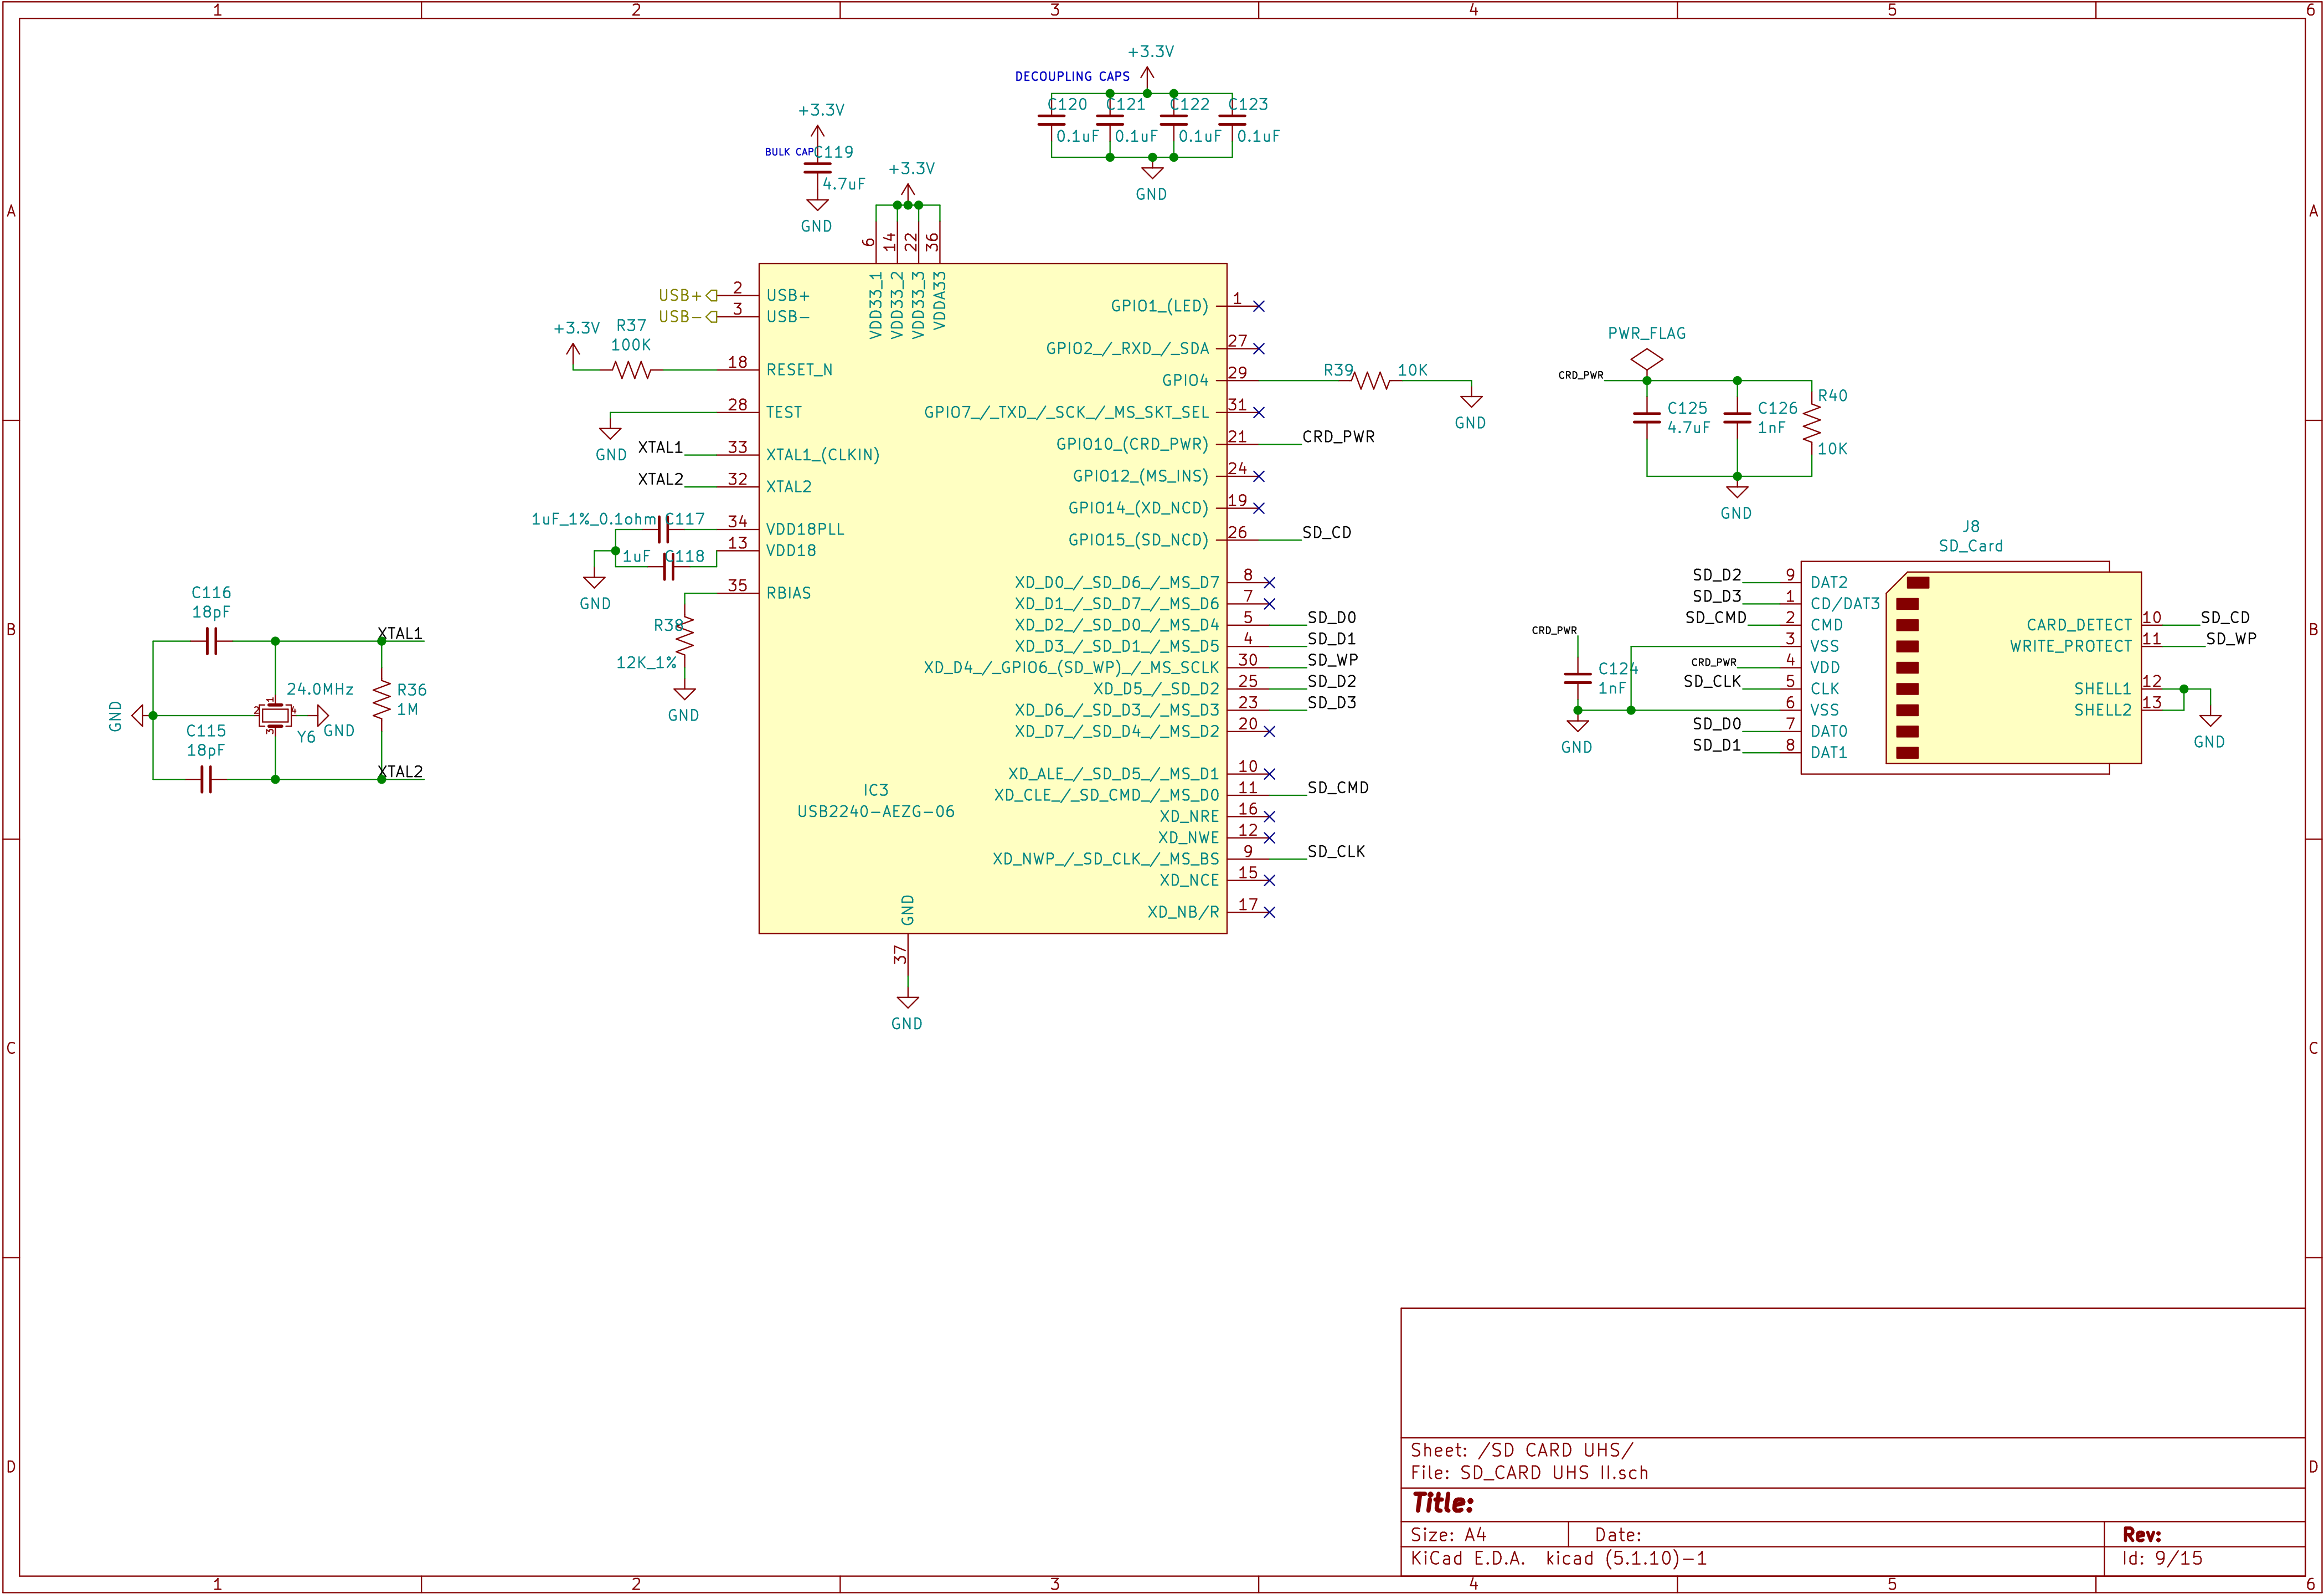 1 2 3 4 5 6
+3.3V
DECOUPLING CAPS
C120 C121 C122 C123
0.1uF 0.1uF 0.1uF 0.1uF
GND
+3.3V
BULK CAP C119
4.7uF
GND
+3.3V
A A
6 14 22 36
VDD33_1 VDD33_2 VDD33_3 VDDA33
USB+ 2 USB+
USB- 3 USB-
+3.3V R37
100K
18 RESET_N
28 TEST
GND
XTAL1 33 XTAL1_(CLKIN)
XTAL2 32 XTAL2
1uF_1%_0.1ohm C117 34 VDD18PLL
13 VDD18
1uF C118
GND
35 RBIAS
R38
12K_1%
GND
GPIO1_(LED) 1
GPIO2_/_RXD_/_SDA 27
GPIO4 29 R39 10K
GND
GPIO7_/_TXD_/_SCK_/_MS_SKT_SEL 31
GPIO10_(CRD_PWR) 21 CRD_PWR
GPIO12_(MS_INS) 24
GPIO14_(XD_NCD) 19
GPIO15_(SD_NCD) 26 SD_CD
XD_D0_/_SD_D6_/_MS_D7 8
XD_D1_/_SD_D7_/_MS_D6 7
XD_D2_/_SD_D0_/_MS_D4 5 SD_D0
XD_D3_/_SD_D1_/_MS_D5 4 SD_D1
XD_D4_/_GPIO6_(SD_WP)_/_MS_SCLK 30 SD_WP
XD_D5_/_SD_D2 25 SD_D2
XD_D6_/_SD_D3_/_MS_D3 23 SD_D3
XD_D7_/_SD_D4_/_MS_D2 20
XD_ALE_/_SD_D5_/_MS_D1 10
XD_CLE_/_SD_CMD_/_MS_D0 11 SD_CMD
XD_NRE 16
XD_NWE 12
XD_NWP_/_SD_CLK_/_MS_BS 9 SD_CLK
XD_NCE 15
XD_NB/R 17
IC3
USB2240-AEZG-06
GND
37
GND
B B
C116
18pF
XTAL1
24.0MHz
R36
1M
GND 2 1 4 3 GND
Y6
C115
18pF
XTAL2
PWR_FLAG
CRD_PWR
C125
4.7uF
C126
1nF
R40
10K
GND
J8
SD_Card
SD_D2 9 DAT2
SD_D3 1 CD/DAT3
SD_CMD 2 CMD
3 VSS
CRD_PWR 4 VDD
SD_CLK 5 CLK
6 VSS
SD_D0 7 DAT0
SD_D1 8 DAT1
CRD_PWR
C124
1nF
GND
CARD_DETECT 10 SD_CD
WRITE_PROTECT 11 SD_WP
SHELL1 12
SHELL2 13
GND
C C
D D
Sheet: /SD CARD UHS/
File: SD_CARD UHS II.sch
Title:
Size: A4 Date: Rev:
KiCad E.D.A. kicad (5.1.10)-1 Id: 9/15
1 2 3 4 5 6